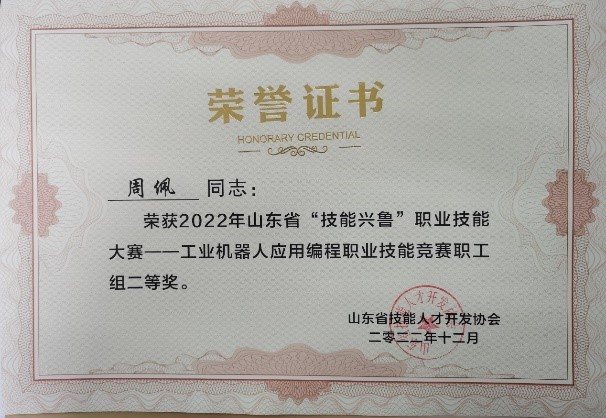 荣誉证书
HONORARY CREDENTIAL
周佩 同志：
荣获2022年山东省“技能兴鲁”职业技能
大赛——工业机器人应用编程职业技能竞赛职工
组二等奖。
山东省技能人才开发协会
二〇二二年十二月